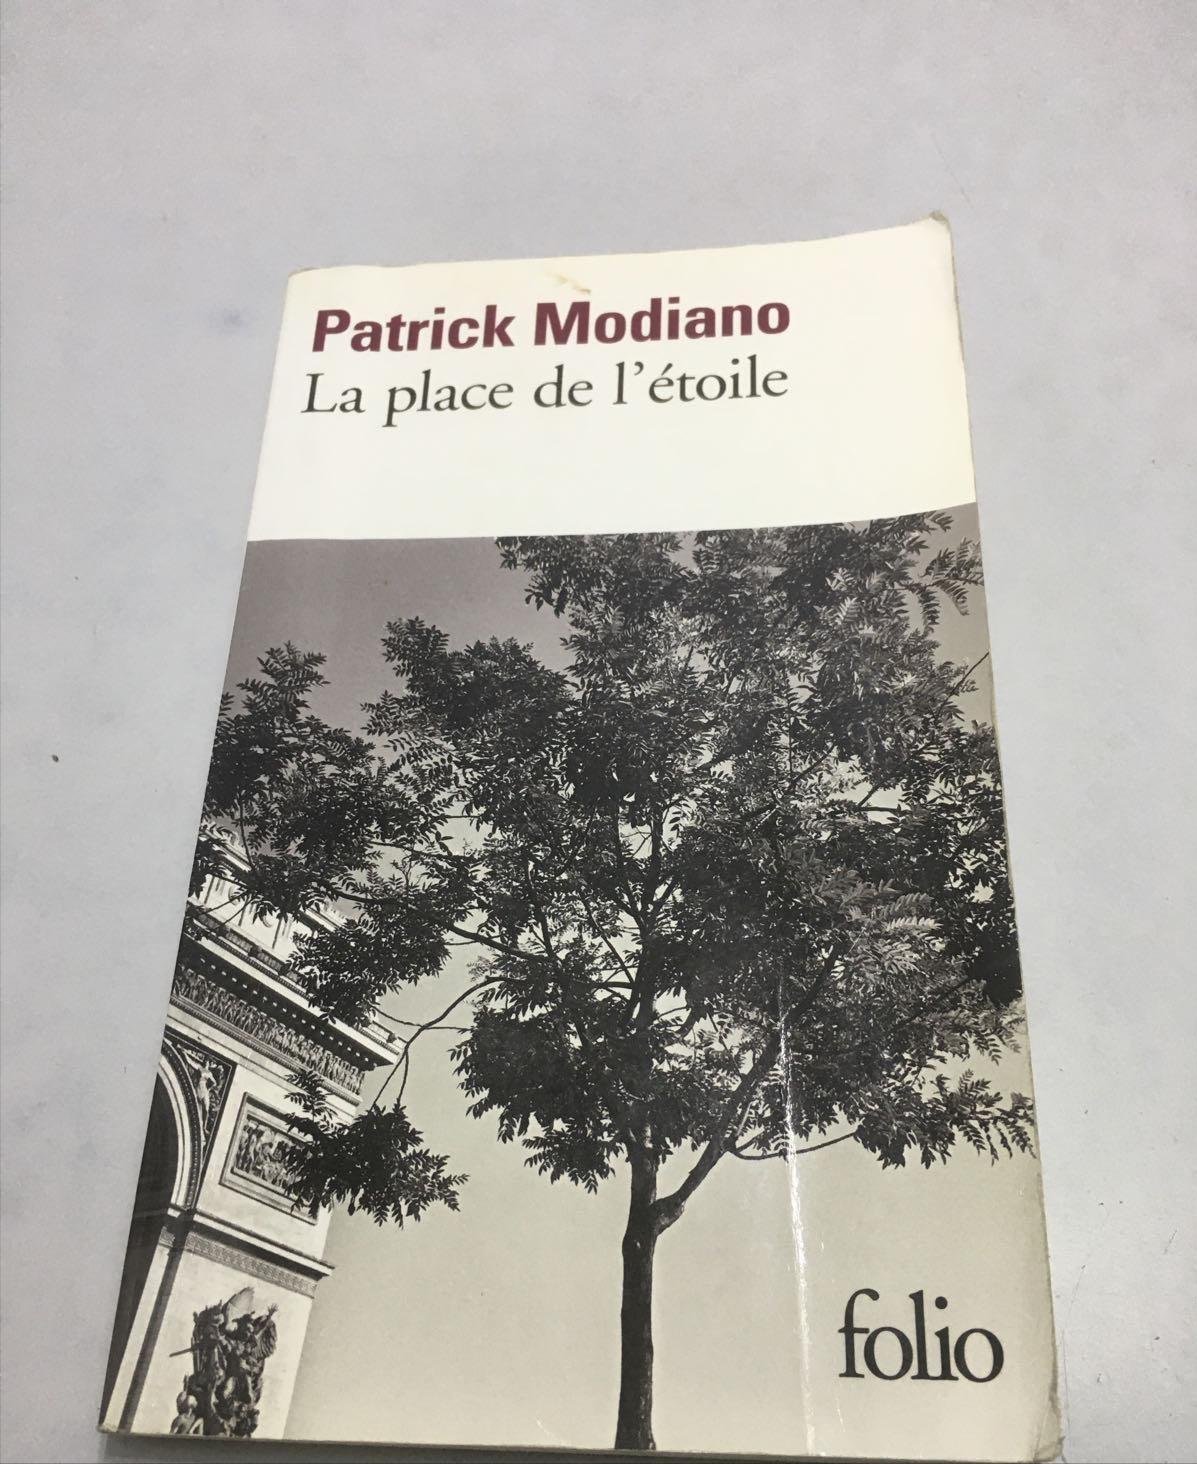 Patrick Modiano
La place de l'étoile
folio